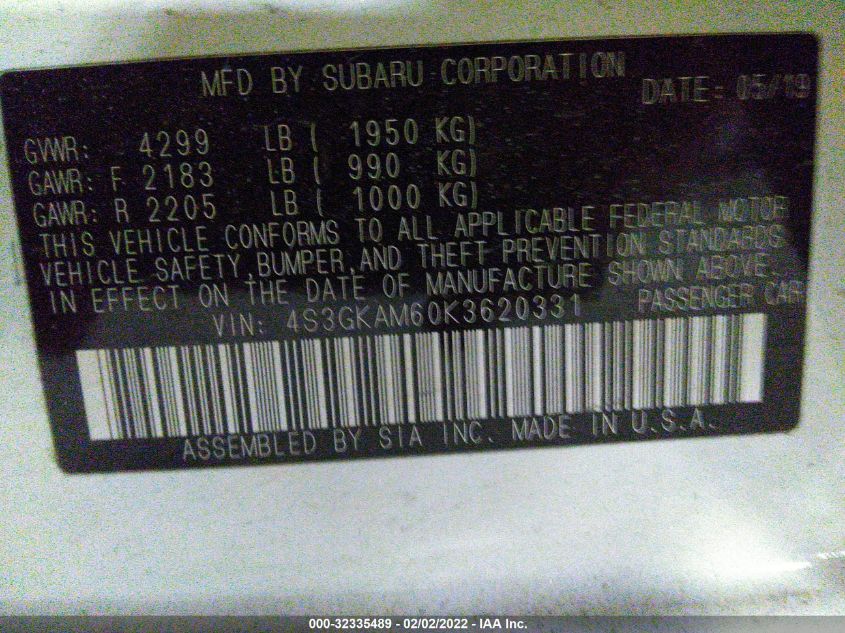 MFD BY SUBARU CORPORATION
DATE: 05/19
GVWR: 4299 LB ( 1950 KG)
GAWR: F 2183 LB ( 990 KG)
GAWR: R 2205 LB ( 1000 KG)
THIS VEHICLE CONFORMS TO ALL APPLICABLE FEDERAL MOTOR
VEHICLE SAFETY,BUMPER,AND THEFT PREVENTION STANDARDS
IN EFFECT ON THE DATE OF MANUFACTURE SHOWN ABOVE.
VIN: 4S3GKAM60K3620331 PASSENGER CAR
ASSEMBLED BY SIA INC. MADE IN U.S.A.
000-32335489 - 02/02/2022 - IAA Inc.